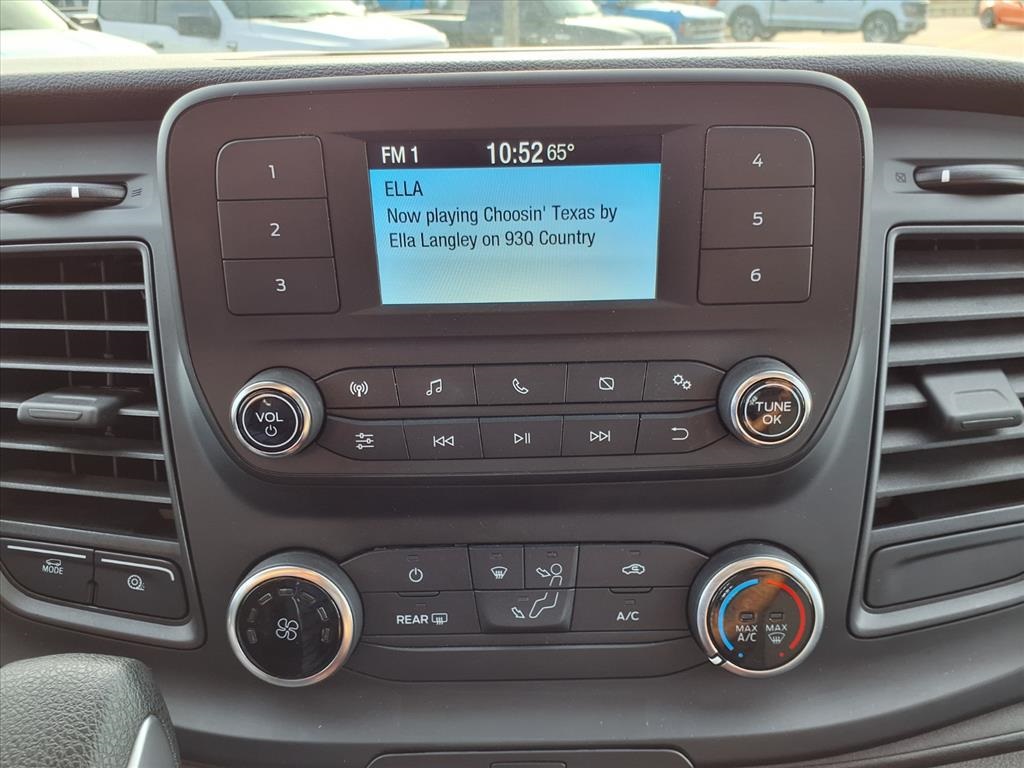 FM 1 10:52 65°
ELLA
Now playing Choosin' Texas by
Ella Langley on 93Q Country
1
2
3
4
5
6
VOL
TUNE
OK
MODE
REAR
A/C
MAX
A/C
MAX